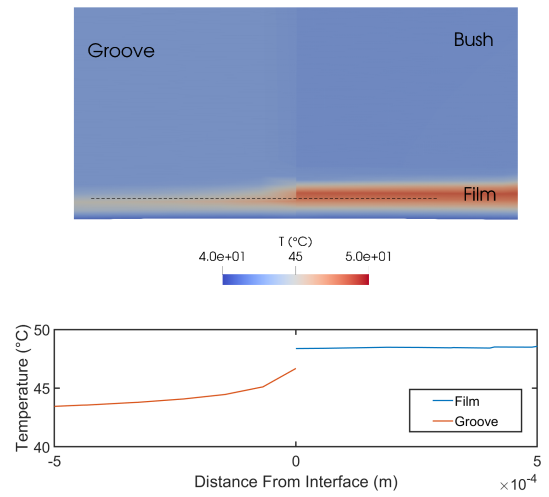 Groove
Bush
Film
T (°C)
4.0e+01 45 5.0e+01
50
45
40
Temperature (°C)
Film
Groove
-5 0 5
Distance From Interface (m)
×10⁻⁴